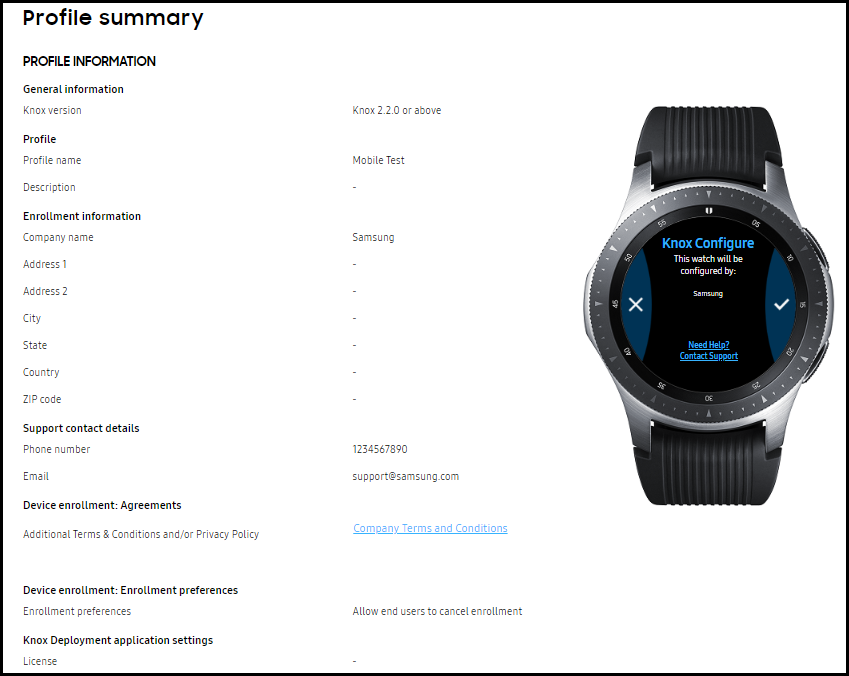 Profile summary
PROFILE INFORMATION
General information
Knox version Knox 2.2.0 or above
Profile
Profile name Mobile Test
Description -
Enrollment information
Company name Samsung
Address 1 -
Address 2 -
City -
State -
Country -
ZIP code -
Support contact details
Phone number 1234567890
Email support@samsung.com
Device enrollment: Agreements
Additional Terms & Conditions and/or Privacy Policy Company Terms and Conditions
Device enrollment: Enrollment preferences
Enrollment preferences Allow end users to cancel enrollment
Knox Deployment application settings
License -
Knox Configure
This watch will be
configured by:
Samsung
Need Help?
Contact Support
05
10
15
20
25
30
35
40
45
50
55